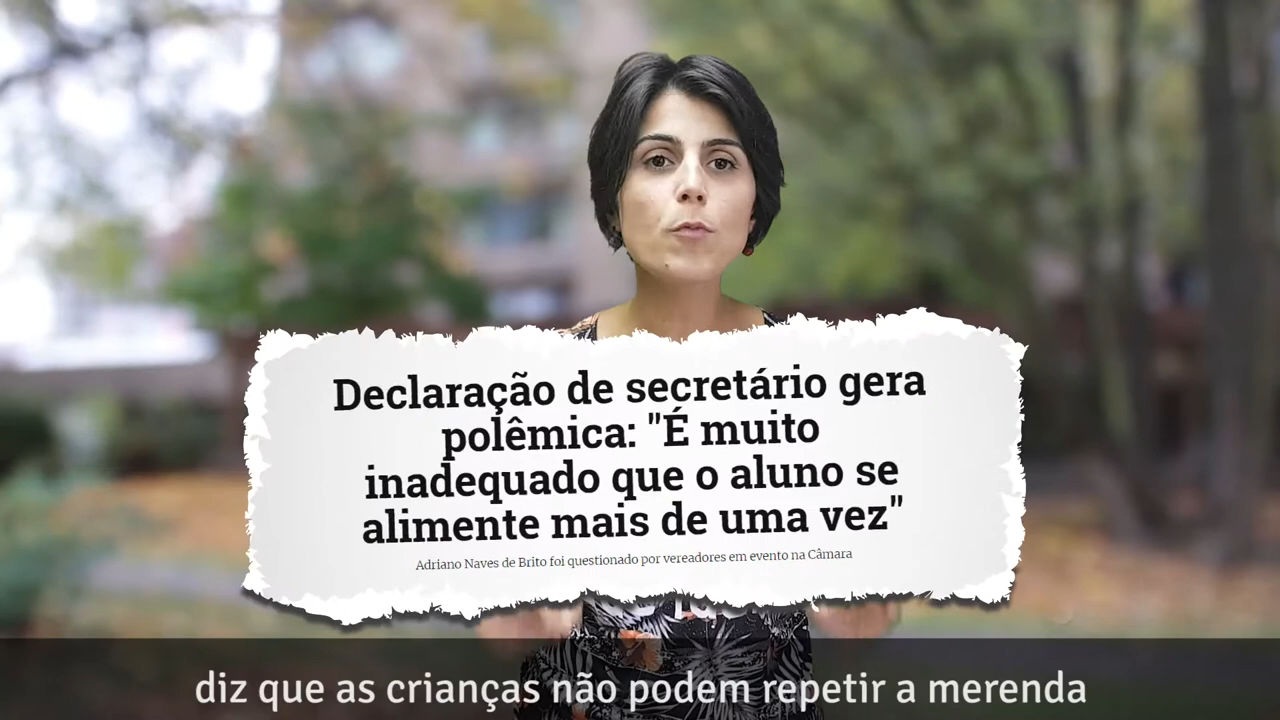 Declaração de secretário gera
polêmica: "É muito
inadequado que o aluno se
alimente mais de uma vez"
Adriano Naves de Brito foi questionado por vereadores em evento na Câmara
diz que as crianças não podem repetir a merenda